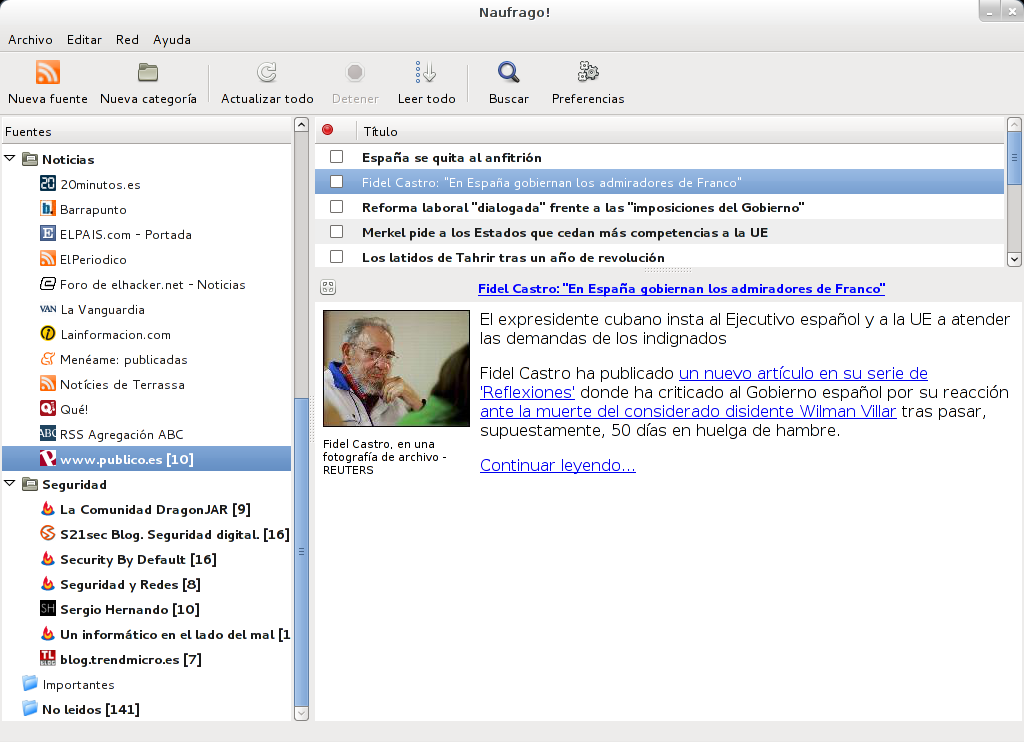 Naufrago!
Archivo Editar Red Ayuda
Nueva fuente Nueva categoría Actualizar todo Detener Leer todo Buscar Preferencias
Fuentes
Noticias
20 20minutos.es
b. Barrapunto
E ELPAIS.com - Portada
ElPeriodico
Foro de elhacker.net - Noticias
VAN La Vanguardia
i Lainformacion.com
Menéame: publicadas
Notícies de Terrassa
Q! Qué!
ABC RSS Agregación ABC
www.publico.es [10]
Seguridad
La Comunidad DragonJAR [9]
S21sec Blog. Seguridad digital. [16]
Security By Default [16]
Seguridad y Redes [8]
SH Sergio Hernando [10]
Un informático en el lado del mal [1
TL BLOG blog.trendmicro.es [7]
Importantes
No leidos [141]
Título
España se quita al anfitrión
Fidel Castro: "En España gobiernan los admiradores de Franco"
Reforma laboral "dialogada" frente a las "imposiciones del Gobierno"
Merkel pide a los Estados que cedan más competencias a la UE
Los latidos de Tahrir tras un año de revolución
Fidel Castro: "En España gobiernan los admiradores de Franco"
Fidel Castro, en una
fotografía de archivo -
REUTERS
El expresidente cubano insta al Ejecutivo español y a la UE a atender
las demandas de los indignados
Fidel Castro ha publicado un nuevo artículo en su serie de
'Reflexiones' donde ha criticado al Gobierno español por su reacción
ante la muerte del considerado disidente Wilman Villar tras pasar,
supuestamente, 50 días en huelga de hambre.
Continuar leyendo...